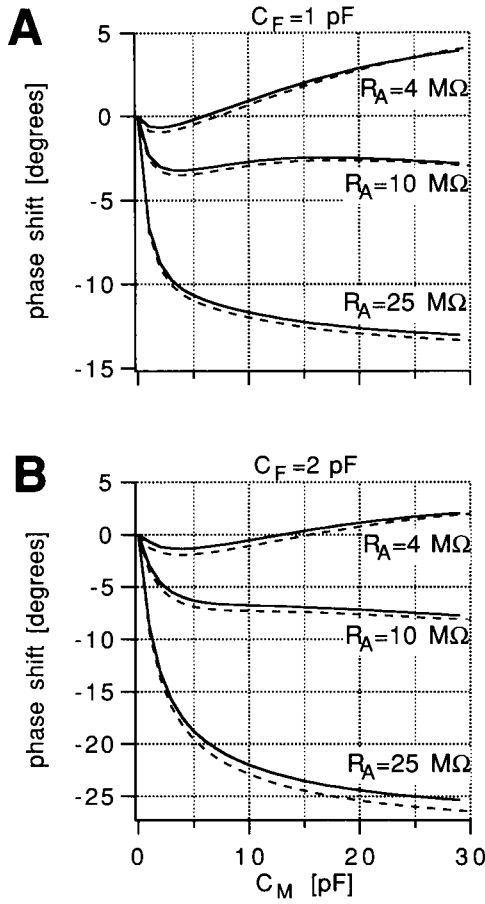 A
C_F=1 pF
phase shift [degrees]
5
0
-5
-10
-15
R_A=4 MΩ
R_A=10 MΩ
R_A=25 MΩ
B
C_F=2 pF
phase shift [degrees]
5
0
-5
-10
-15
-20
-25
R_A=4 MΩ
R_A=10 MΩ
R_A=25 MΩ
0
10
20
30
C_M [pF]